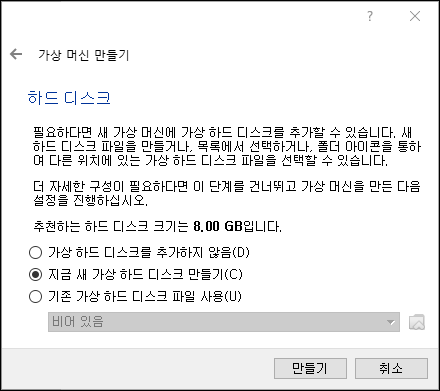 ?
가상 머신 만들기
하드 디스크
필요하다면 새 가상 머신에 가상 하드 디스크를 추가할 수 있습니다. 새
하드 디스크 파일을 만들거나, 목록에서 선택하거나, 폴더 아이콘을 통하
여 다른 위치에 있는 가상 하드 디스크 파일을 선택할 수 있습니다.
더 자세한 구성이 필요하다면 이 단계를 건너뛰고 가상 머신을 만든 다음
설정을 진행하십시오.
추천하는 하드 디스크 크기는 8,00 GB입니다.
가상 하드 디스크를 추가하지 않음(D)
지금 새 가상 하드 디스크 만들기(C)
기존 가상 하드 디스크 파일 사용(U)
비어 있음
만들기
취소